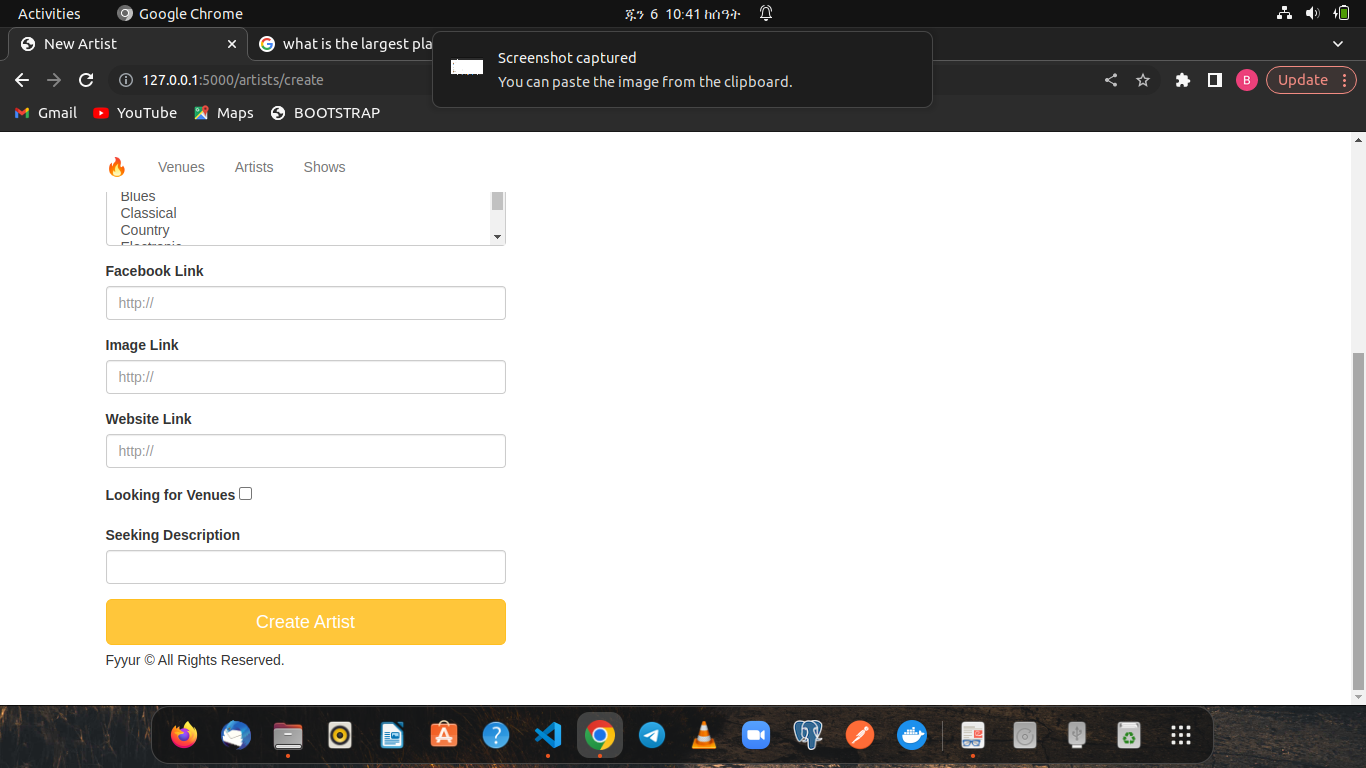 Activities
Google Chrome
ጁን 6 10:41 ከሰዓት
New Artist
what is the largest pla
Screenshot captured
You can paste the image from the clipboard.
127.0.0.1:5000/artists/create
B
Update
Gmail
YouTube
Maps
BOOTSTRAP
Venues
Artists
Shows
Blues
Classical
Country
Electronic
Facebook Link
http://
Image Link
http://
Website Link
http://
Looking for Venues
Seeking Description
Create Artist
Fyyur © All Rights Reserved.